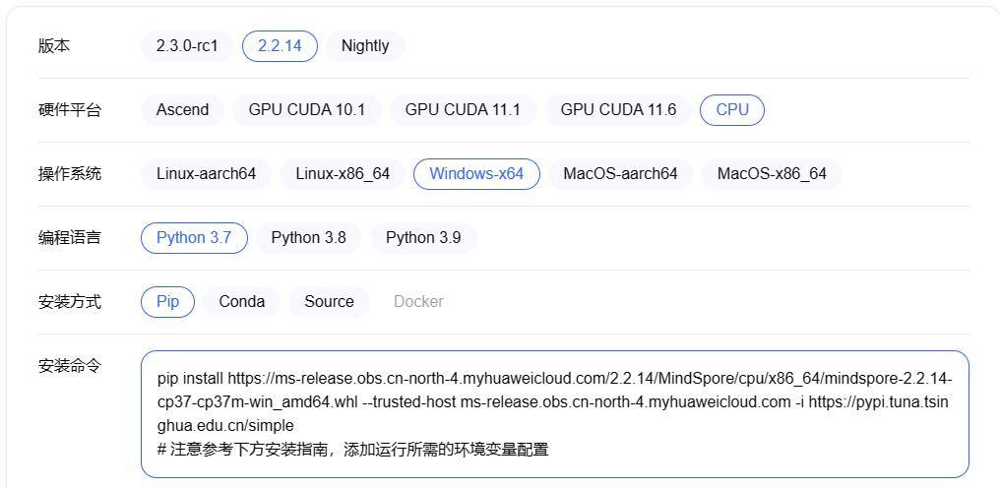 版本 2.3.0-rc1 2.2.14 Nightly
硬件平台 Ascend GPU CUDA 10.1 GPU CUDA 11.1 GPU CUDA 11.6 CPU
操作系统 Linux-aarch64 Linux-x86_64 Windows-x64 MacOS-aarch64 MacOS-x86_64
编程语言 Python 3.7 Python 3.8 Python 3.9
安装方式 Pip Conda Source Docker
安装命令
pip install https://ms-release.obs.cn-north-4.myhuaweicloud.com/2.2.14/MindSpore/cpu/x86_64/mindspore-2.2.14-
cp37-cp37m-win_amd64.whl --trusted-host ms-release.obs.cn-north-4.myhuaweicloud.com -i https://pypi.tuna.tsin
ghua.edu.cn/simple
# 注意参考下方安装指南，添加运行所需的环境变量配置